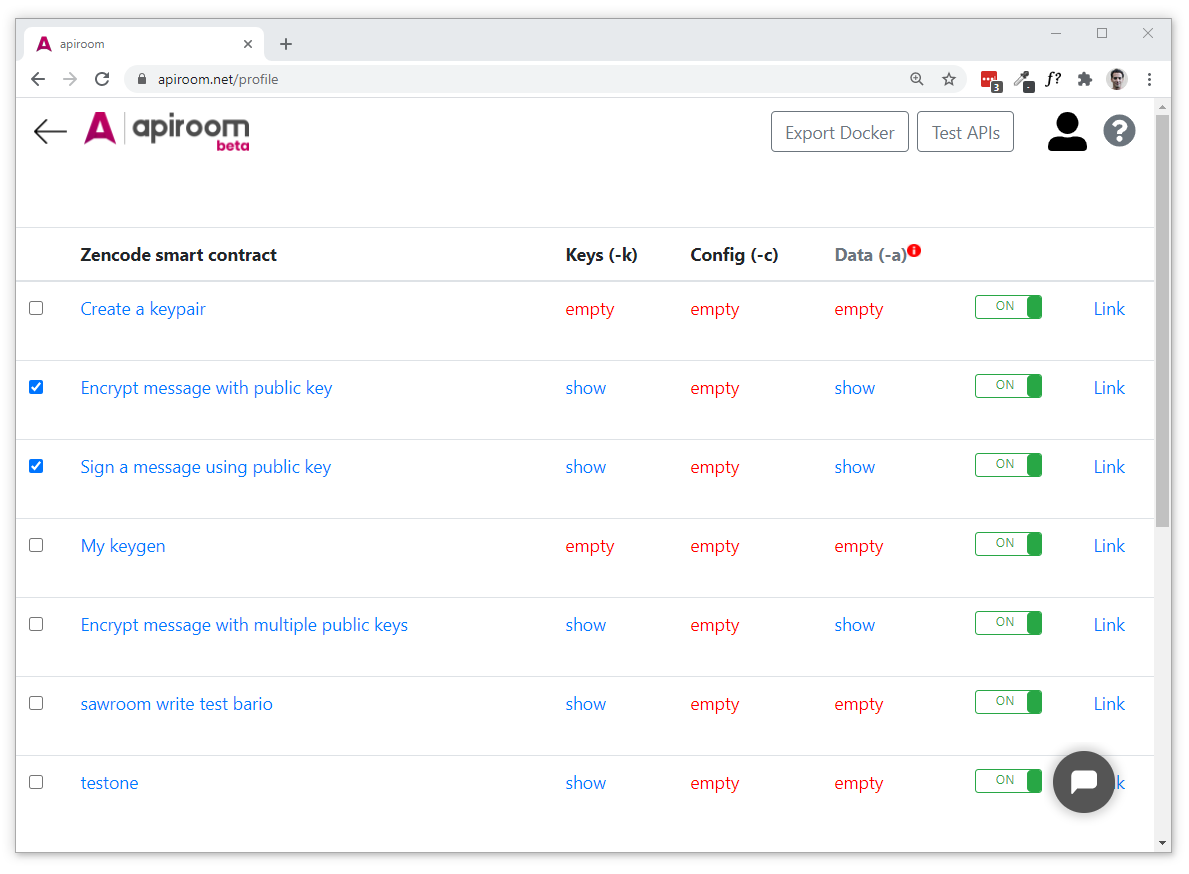 apiroom
apiroom.net/profile
3
f?
apiroom
beta
Export Docker Test APIs ?
Zencode smart contract Keys (-k) Config (-c) Data (-a) i
Create a keypair empty empty empty ON Link
Encrypt message with public key show empty show ON Link
Sign a message using public key show empty show ON Link
My keygen empty empty empty ON Link
Encrypt message with multiple public keys show empty show ON Link
sawroom write test bario show empty empty ON Link
testone show empty empty ON k